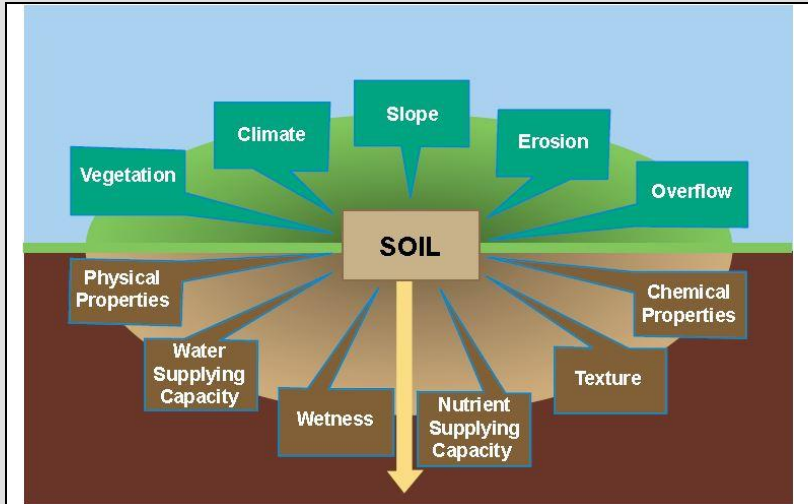 Slope
Climate
Erosion
Vegetation
Overflow
SOIL
Physical
Properties
Chemical
Properties
Water
Supplying
Capacity
Texture
Wetness
Nutrient
Supplying
Capacity